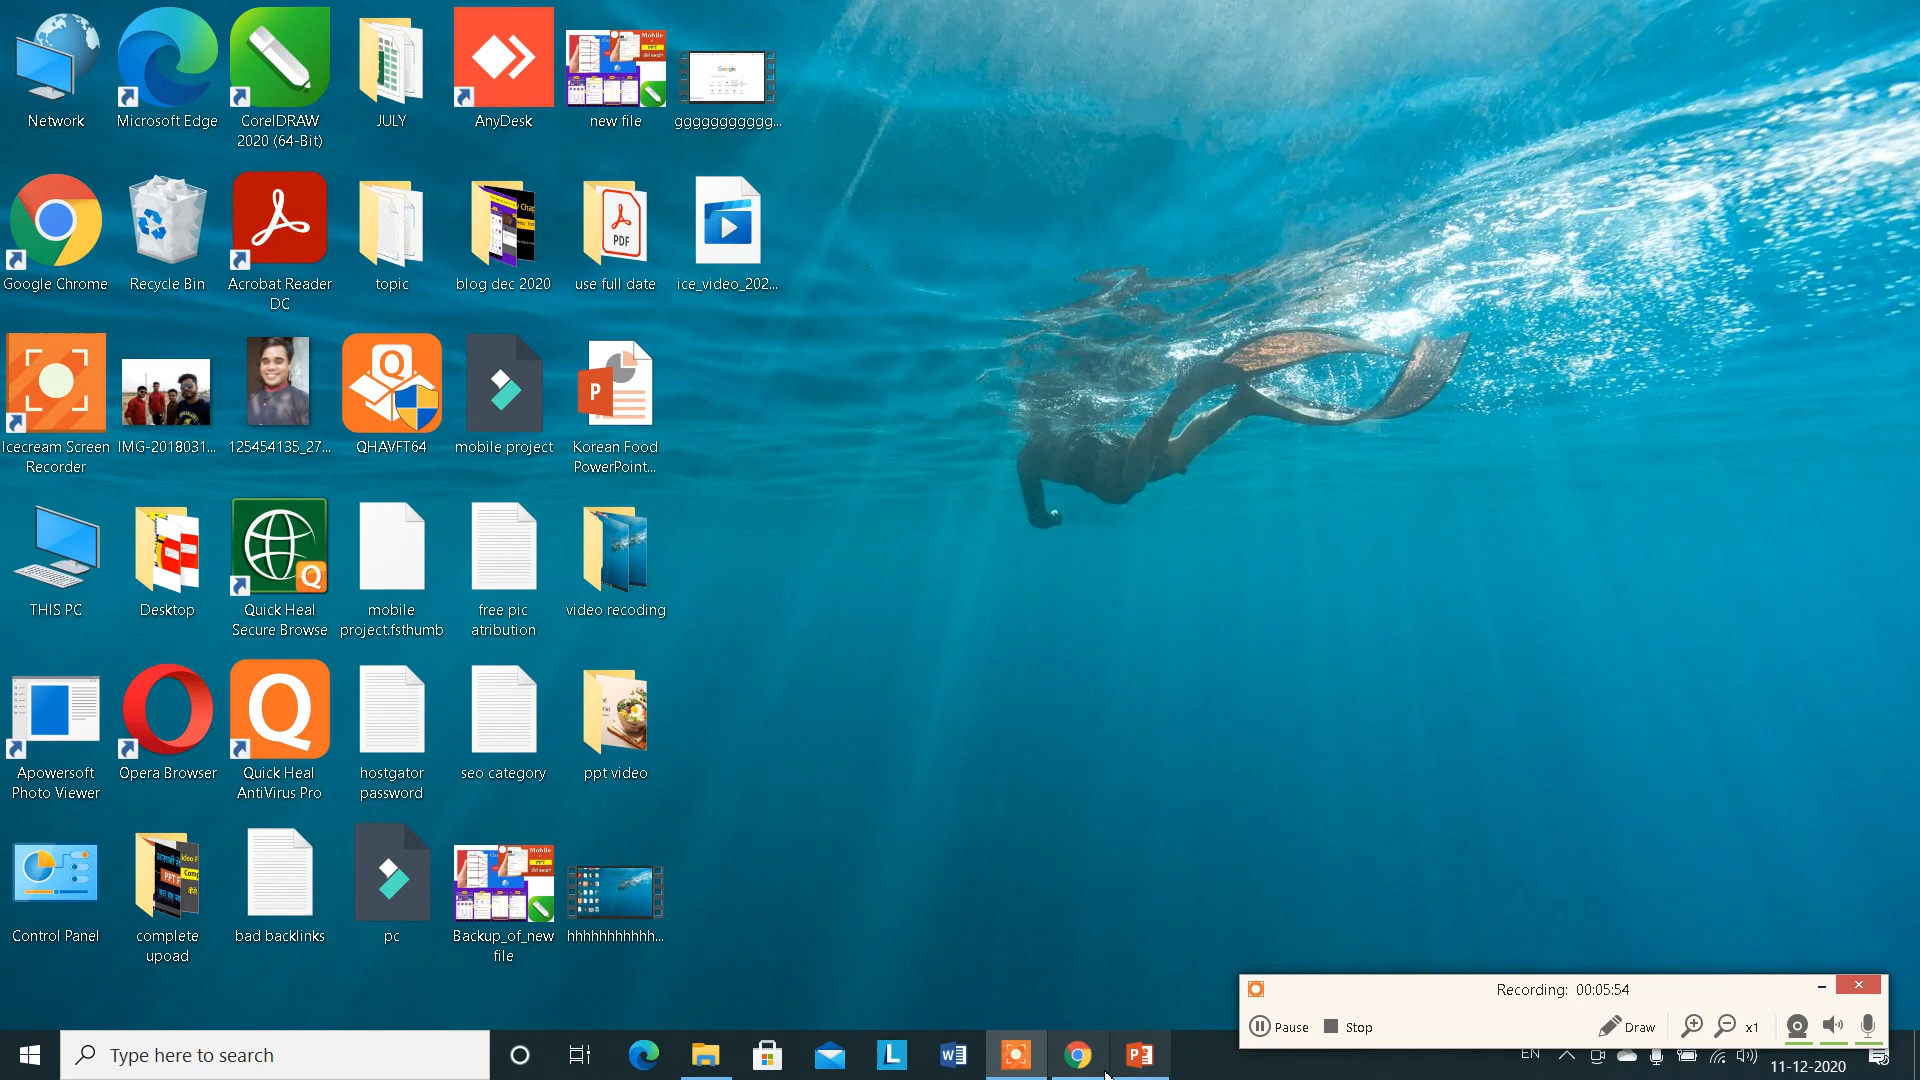 Network
Microsoft Edge
CorelDRAW
2020 (64-Bit)
JULY
AnyDesk
new file
ggggggggggg...
Google Chrome
Recycle Bin
Acrobat Reader
DC
topic
blog dec 2020
use full date
PDF
ice_video_202...
Icecream Screen
Recorder
IMG-2018031...
125454135_27...
QHAVFT64
mobile project
Korean Food
PowerPoint...
THIS PC
Desktop
Quick Heal
Secure Browse
mobile
project.fsthumb
free pic
atribution
video recoding
Apowersoft
Photo Viewer
Opera Browser
Quick Heal
AntiVirus Pro
hostgator
password
seo category
ppt video
Control Panel
complete
upoad
bad backlinks
pc
Backup_of_new
file
hhhhhhhhhhh...
Recording: 00:05:54
Pause
Stop
Draw
x1
Type here to search
EN
11-12-2020